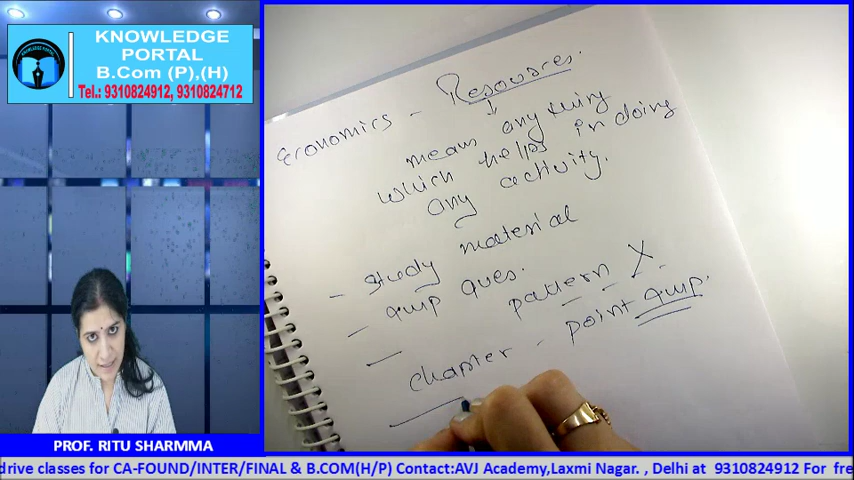 KNOWLEDGE
PORTAL
B.Com (P),(H)
Tel.: 9310824912, 9310824712
Economics - Resources.
means any thing
which helps in doing
any activity.
- Study material
- Imp ques.
pattern X
chapter - point Imp.
PROF. RITU SHARMMA
drive classes for CA-FOUND/INTER/FINAL & B.COM(H/P) Contact:AVJ Academy,Laxmi Nagar. , Delhi at 9310824912 For fre